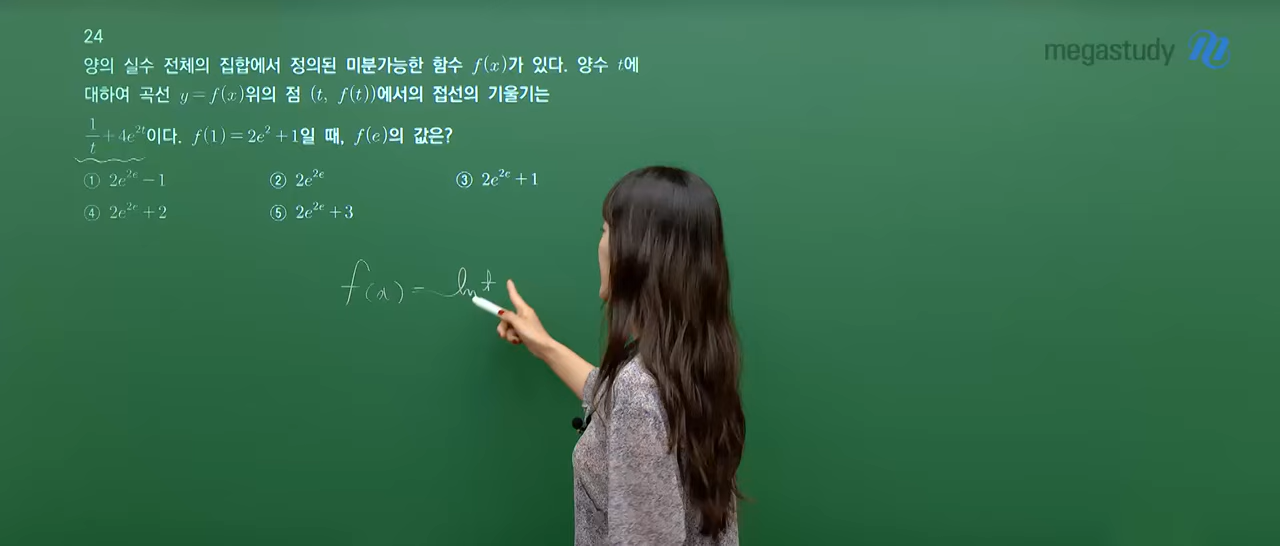 24
megastudy
양의 실수 전체의 집합에서 정의된 미분가능한 함수 f(x)가 있다. 양수 t에
대하여 곡선 y=f(x)위의 점 (t, f(t))에서의 접선의 기울기는
1/t + 4e^{2t}이다. f(1)=2e^2+1일 때, f(e)의 값은?
① 2e^{2e}-1 ② 2e^{2e} ③ 2e^{2e}+1
④ 2e^{2e}+2 ⑤ 2e^{2e}+3
f(x) = ln t